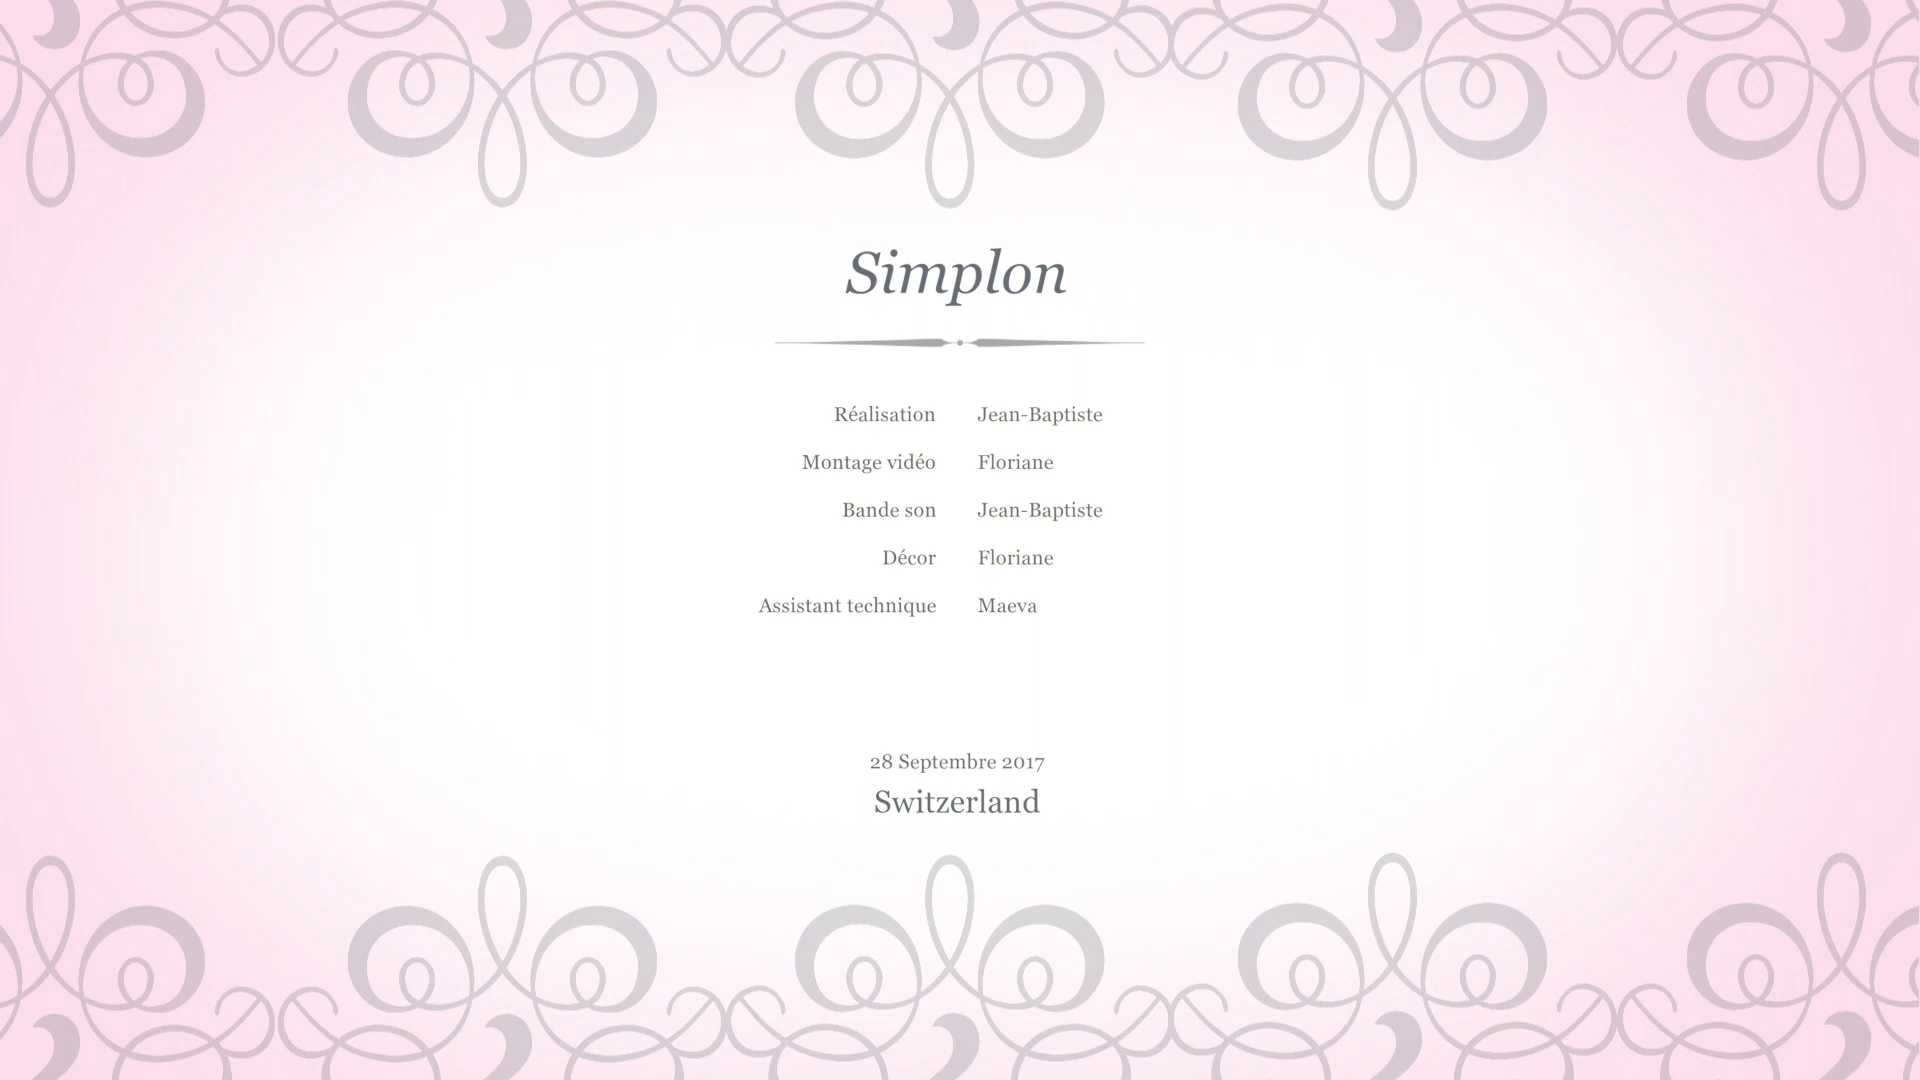 Simplon
Réalisation Jean-Baptiste
Montage vidéo Floriane
Bande son Jean-Baptiste
Décor Floriane
Assistant technique Maeva
28 Septembre 2017
Switzerland